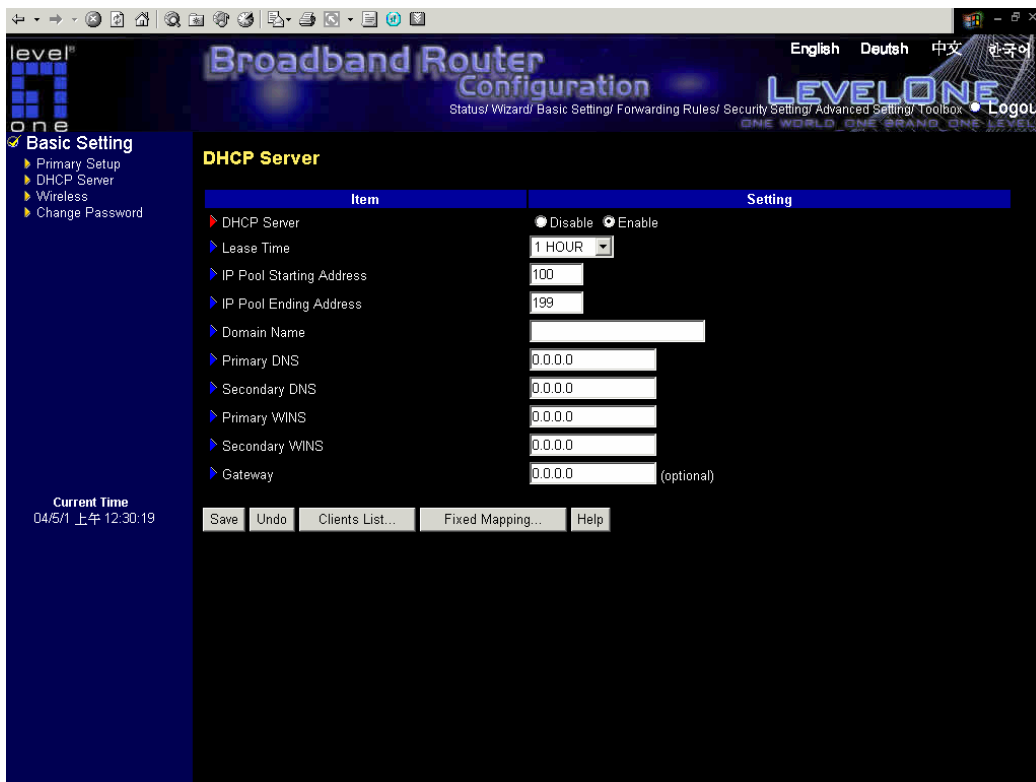 level®
one
Broadband Router
Configuration
English Deutsh 中文 한국어
LEVELONE
Status/ Wizard/ Basic Setting/ Forwarding Rules/ Security Setting/ Advanced Setting/ Toolbox Logou
ONE WORLD_ONE BRAND_ONE LEVEL
Basic Setting
Primary Setup
DHCP Server
Wireless
Change Password
DHCP Server
Item Setting
DHCP Server Disable Enable
Lease Time 1 HOUR
IP Pool Starting Address 100
IP Pool Ending Address 199
Domain Name
Primary DNS 0.0.0.0
Secondary DNS 0.0.0.0
Primary WINS 0.0.0.0
Secondary WINS 0.0.0.0
Gateway 0.0.0.0 (optional)
Current Time
04/5/1 上午 12:30:19
Save Undo Clients List... Fixed Mapping... Help